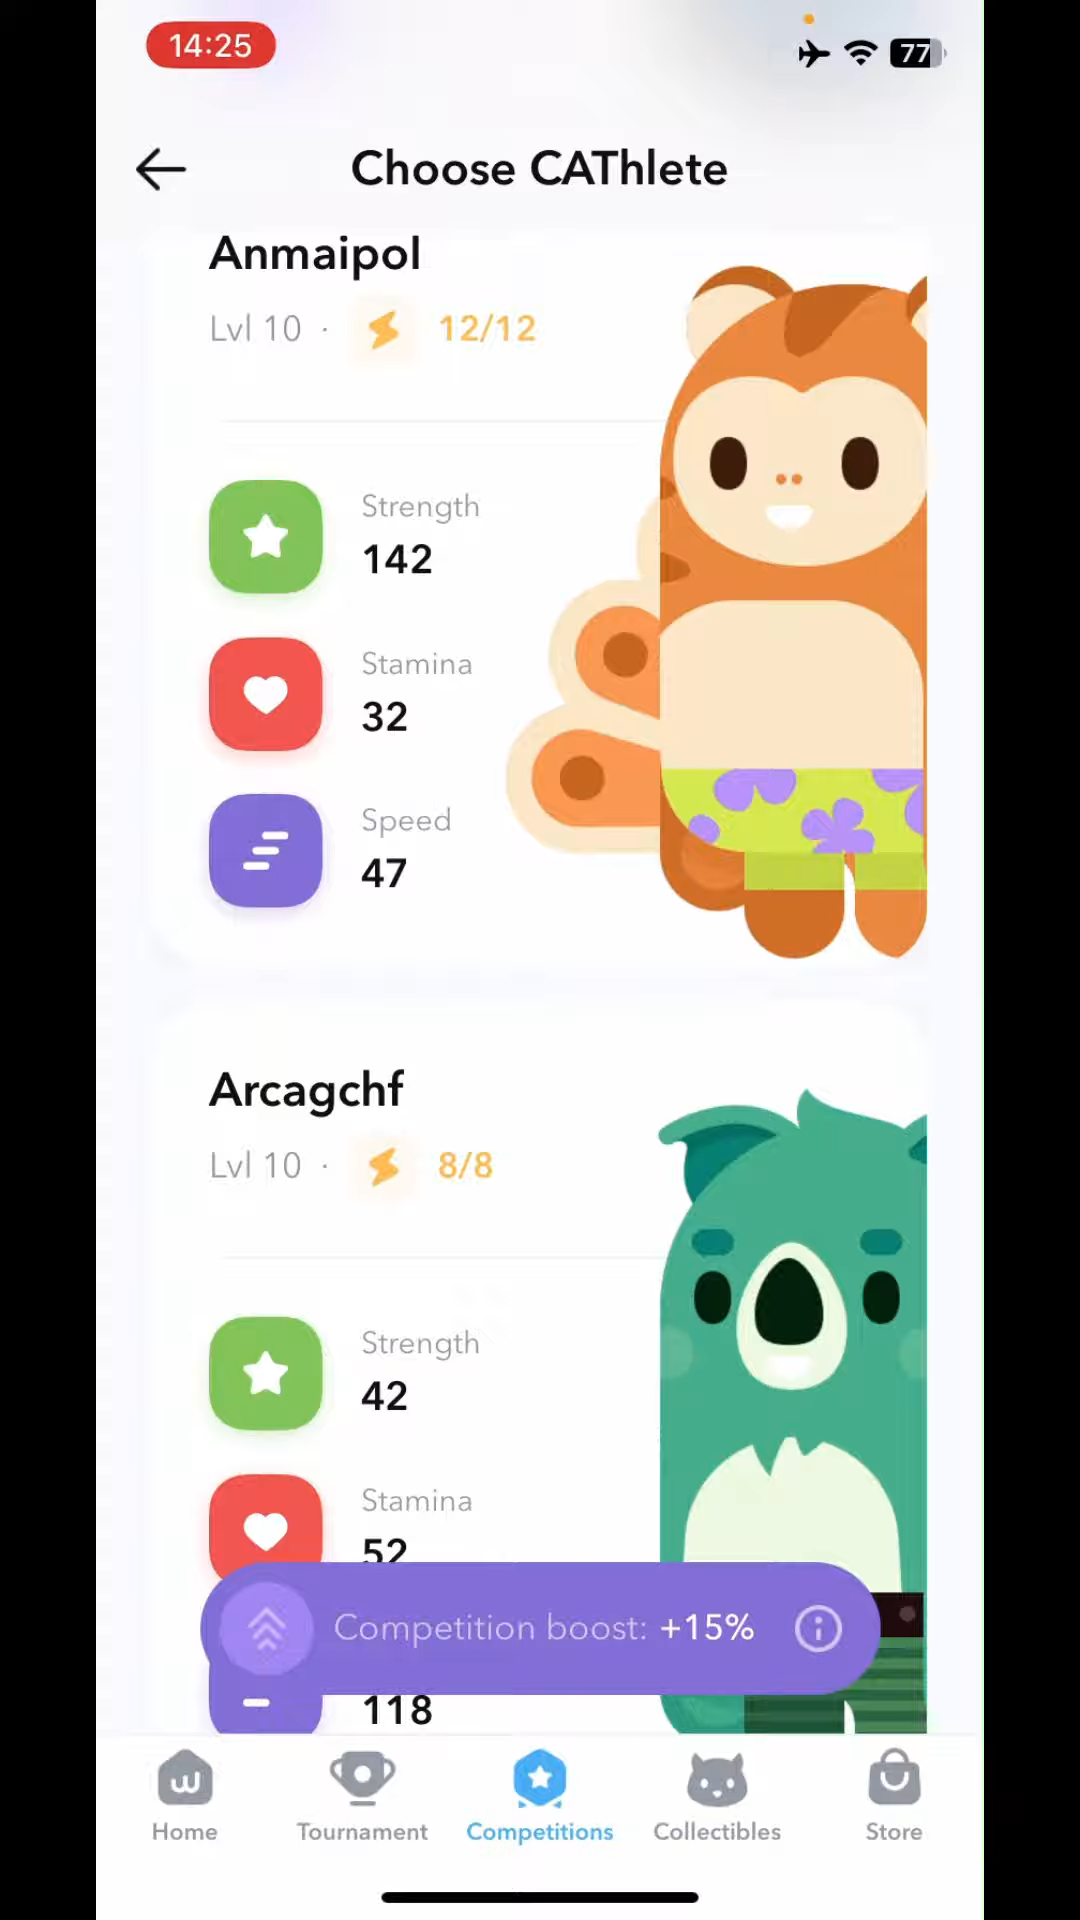 14:25
77
Choose CAThlete
Anmaipol
Lvl 10 · 12/12
Strength
142
Stamina
32
Speed
47
Arcagchf
Lvl 10 · 8/8
Strength
42
Stamina
52
Competition boost: +15%
118
Home
Tournament
Competitions
Collectibles
Store